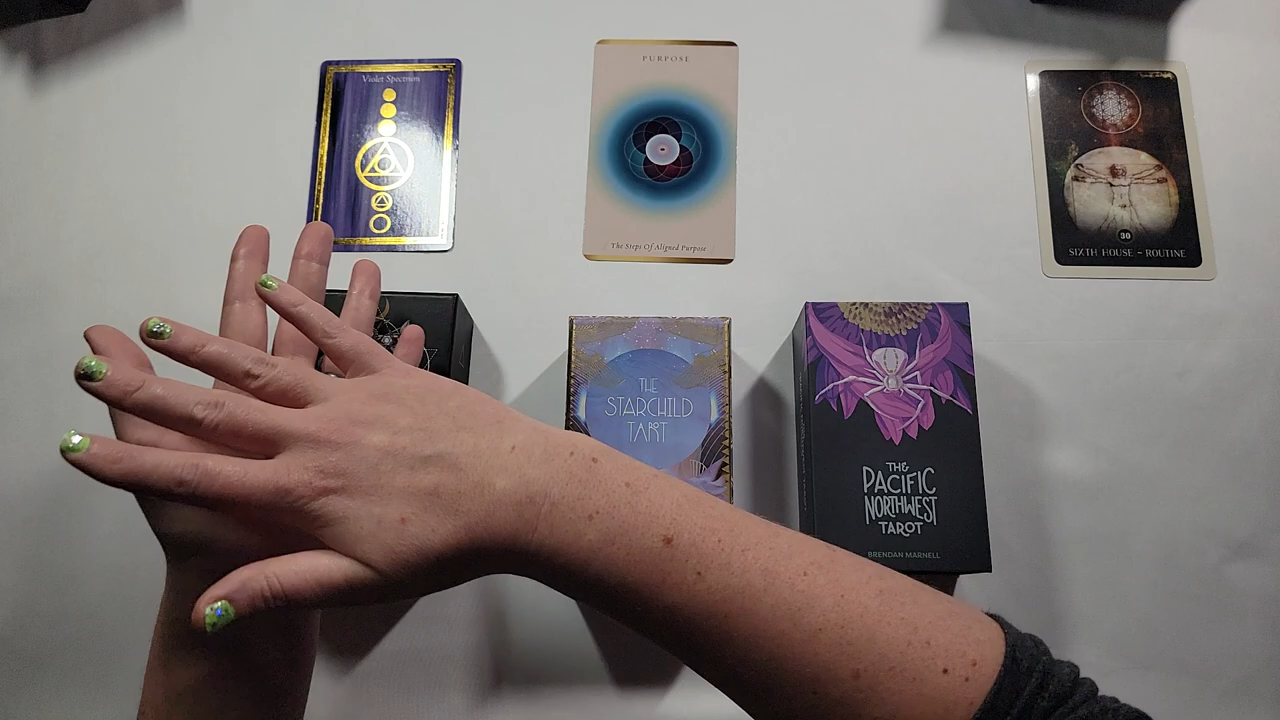 Violet Spectrum
PURPOSE
The Steps Of Aligned Purpose
30
SIXTH HOUSE - ROUTINE
THE
STARCHILD
TAROT
THE
PACIFIC
NORTHWEST
TAROT
BRENDAN MARNELL